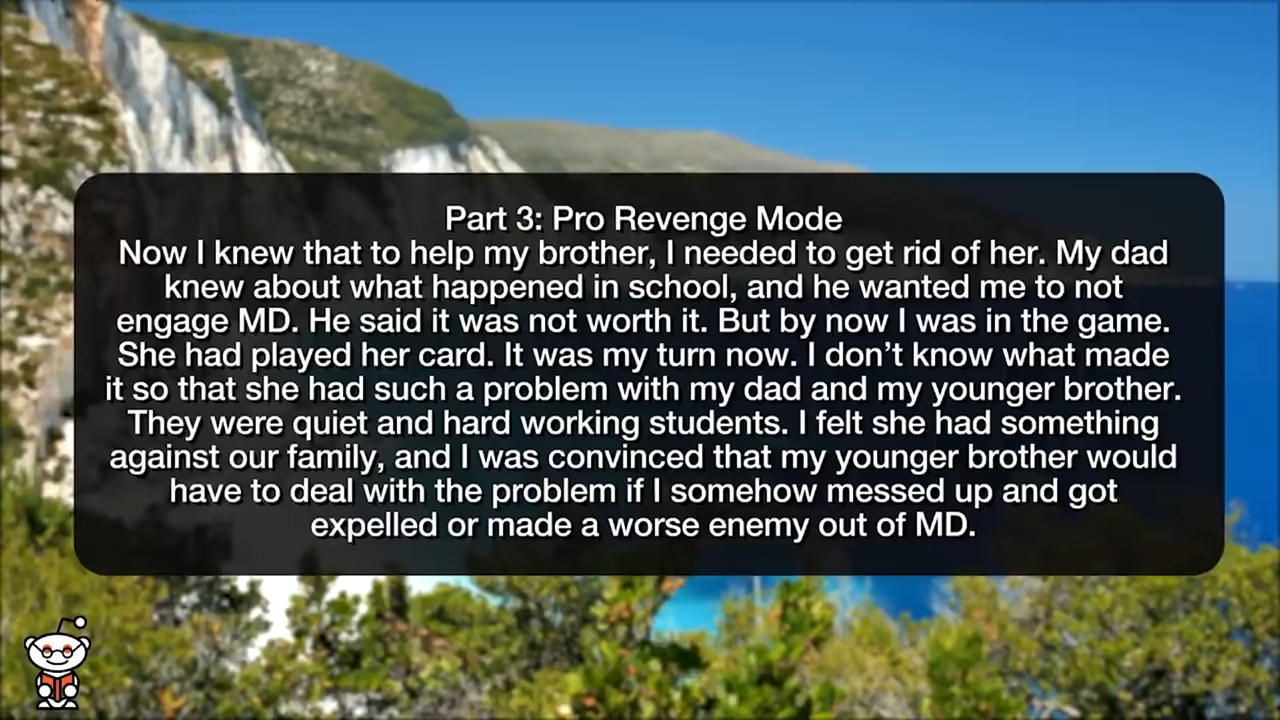 Part 3: Pro Revenge Mode
Now I knew that to help my brother, I needed to get rid of her. My dad
knew about what happened in school, and he wanted me to not
engage MD. He said it was not worth it. But by now I was in the game.
She had played her card. It was my turn now. I don’t know what made
it so that she had such a problem with my dad and my younger brother.
They were quiet and hard working students. I felt she had something
against our family, and I was convinced that my younger brother would
have to deal with the problem if I somehow messed up and got
expelled or made a worse enemy out of MD.